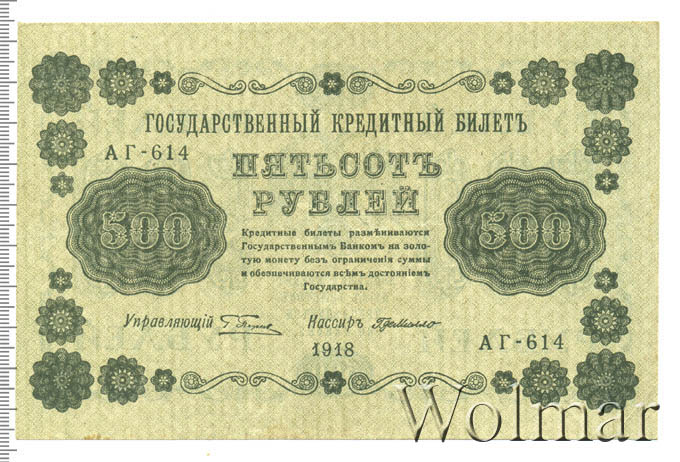 ГОСУДАРСТВЕННЫЙ КРЕДИТНЫЙ БИЛЕТЪ
АГ-614
ПЯТЬСОТЪ
РУБЛЕЙ
500
500
Кредитные билеты размѣниваются
Государственнымъ Банкомъ на золо-
тую монету безъ ограниченія суммы
и обезпечиваются всѣмъ достояніемъ
Государства.
Управляющій
Кассиръ
1918
АГ-614
Wolmar